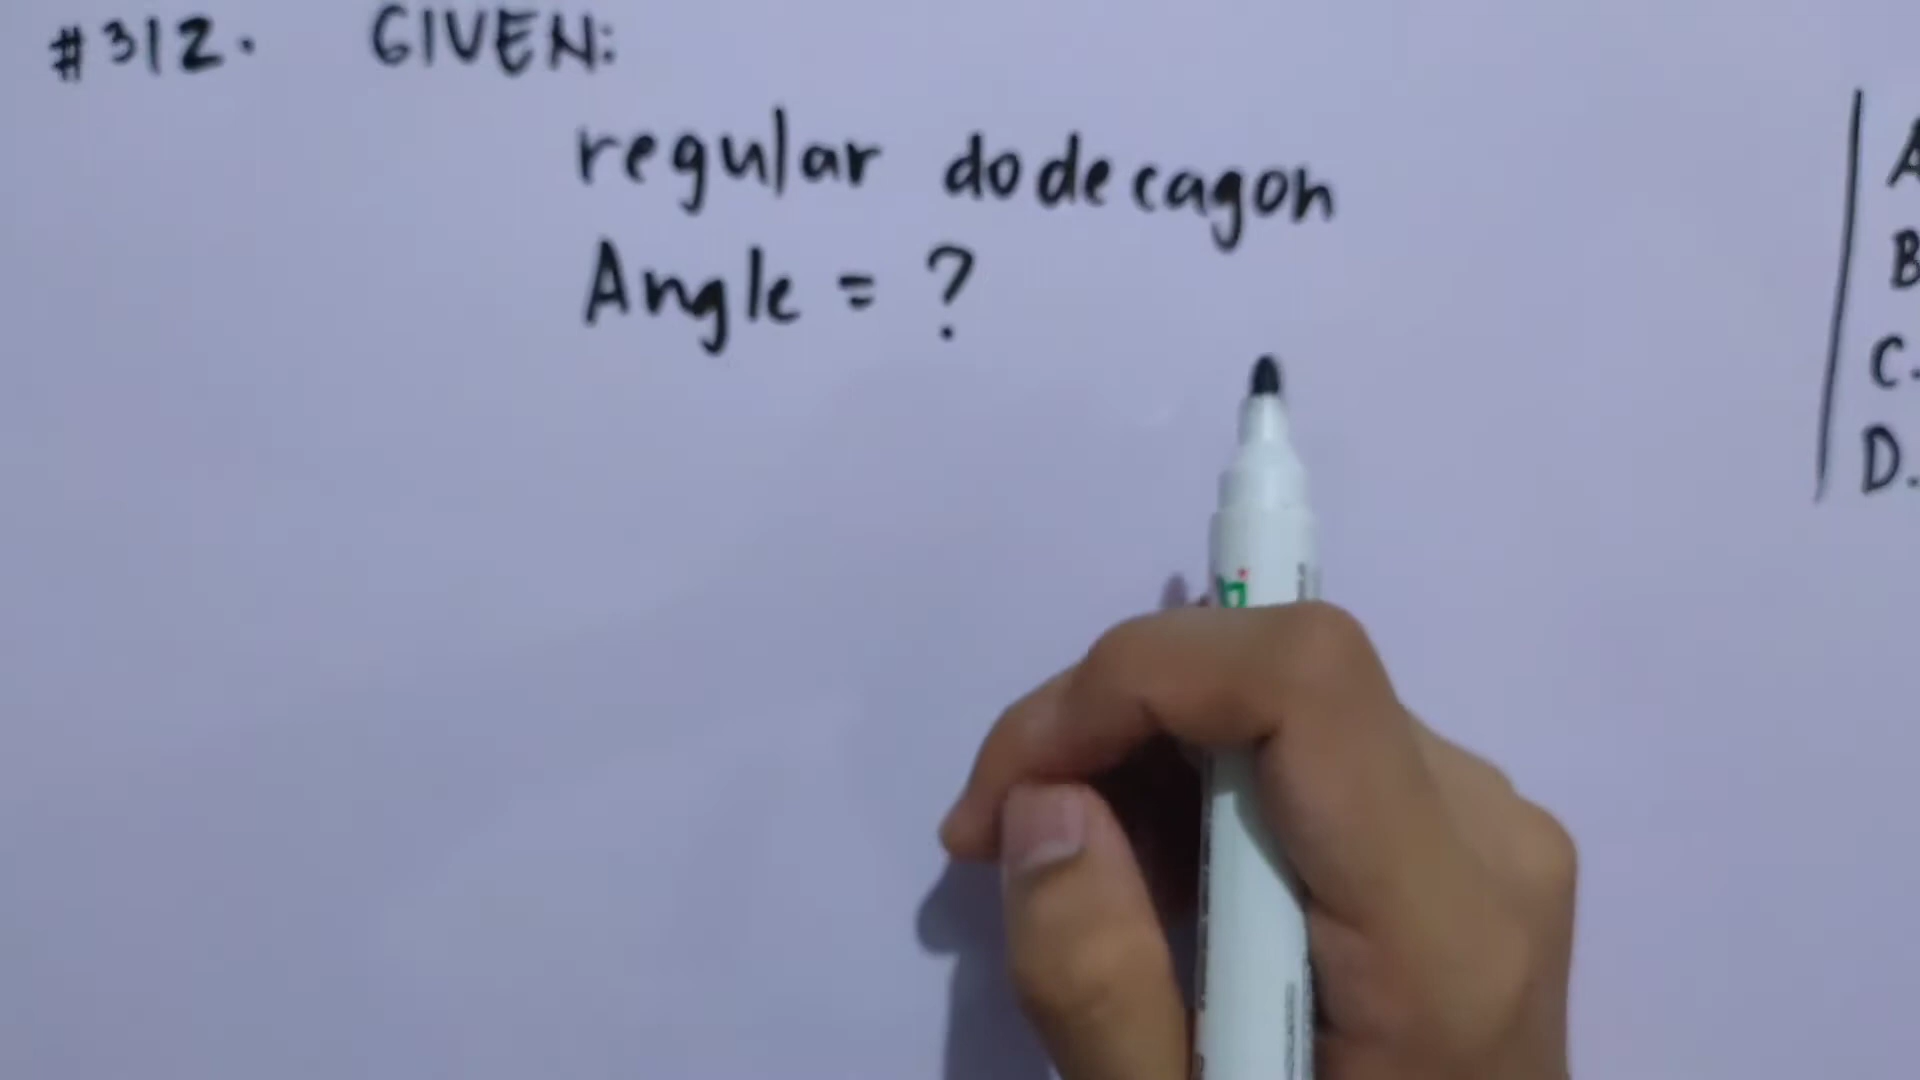 #312. GIVEN:
regular dodecagon
Angle = ?
A
B
C.
D.